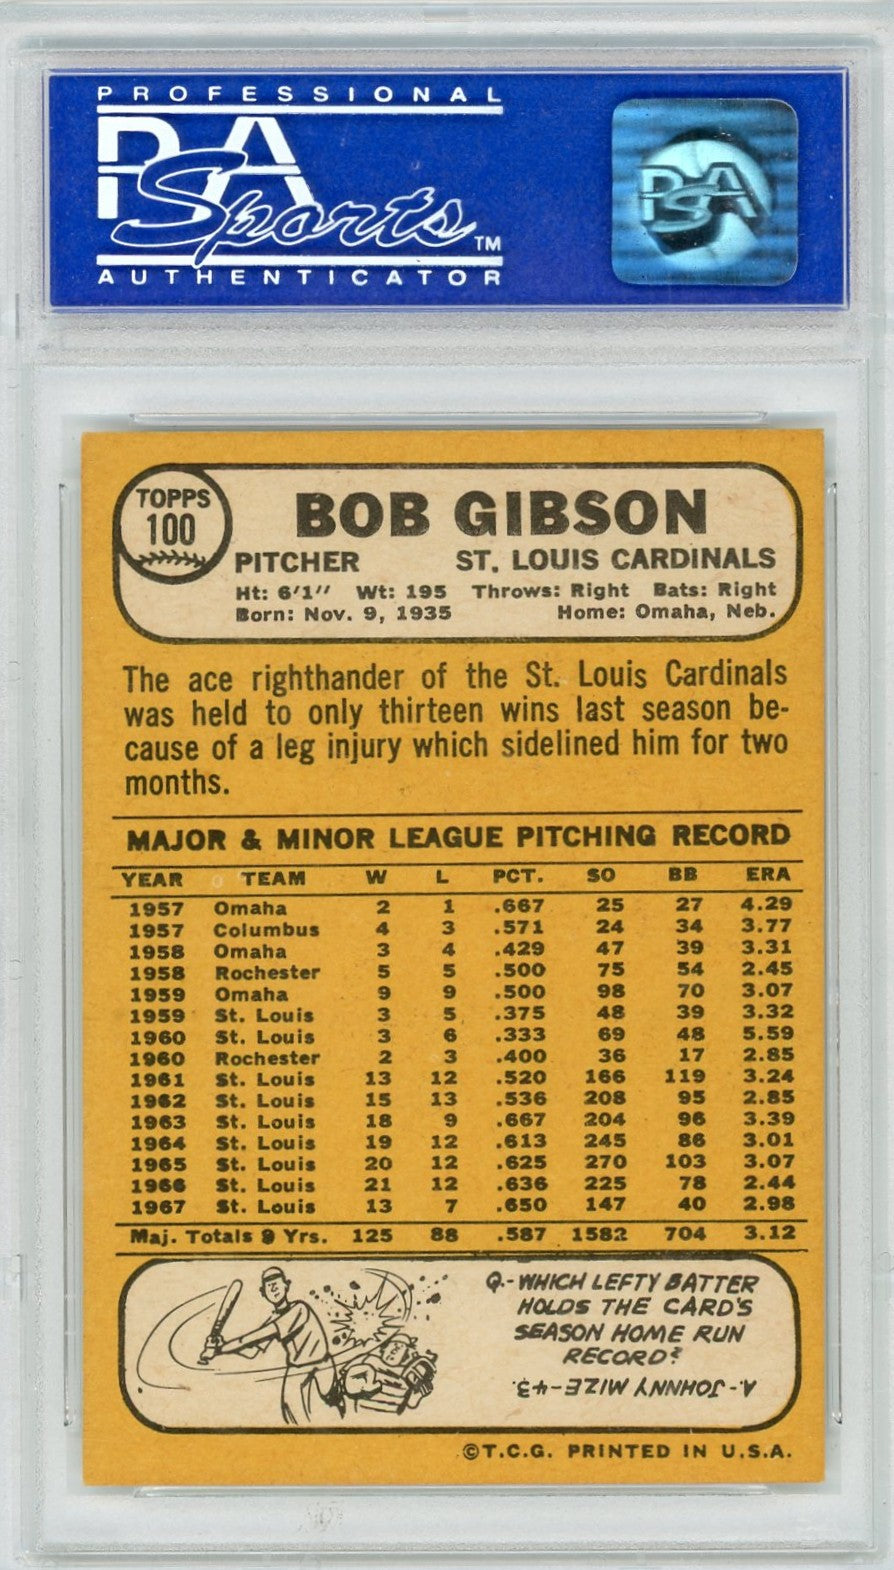 PROFESSIONAL
PSA
Sports™
AUTHENTICATOR
PSA
TOPPS
100
BOB GIBSON
PITCHER ST. LOUIS CARDINALS
Ht: 6'1" Wt: 195 Throws: Right Bats: Right
Born: Nov. 9, 1935 Home: Omaha, Neb.
The ace righthander of the St. Louis Cardinals
was held to only thirteen wins last season be-
cause of a leg injury which sidelined him for two
months.
MAJOR & MINOR LEAGUE PITCHING RECORD
YEAR TEAM W L PCT. SO BB ERA
1957 Omaha 2 1 .667 25 27 4.29
1957 Columbus 4 3 .571 24 34 3.77
1958 Omaha 3 4 .429 47 39 3.31
1958 Rochester 5 5 .500 75 54 2.45
1959 Omaha 9 9 .500 98 70 3.07
1959 St. Louis 3 5 .375 48 39 3.32
1960 St. Louis 3 6 .333 69 48 5.59
1960 Rochester 2 3 .400 36 17 2.85
1961 St. Louis 13 12 .520 166 119 3.24
1962 St. Louis 15 13 .536 208 95 2.85
1963 St. Louis 18 9 .667 204 96 3.39
1964 St. Louis 19 12 .613 245 86 3.01
1965 St. Louis 20 12 .625 270 103 3.07
1966 St. Louis 21 12 .636 225 78 2.44
1967 St. Louis 13 7 .650 147 40 2.98
Maj. Totals 9 Yrs. 125 88 .587 1582 704 3.12
Q.-WHICH LEFTY BATTER
HOLDS THE CARD'S
SEASON HOME RUN
RECORD?
A.- JOHNNY MIZE-43.
©T.C.G. PRINTED IN U.S.A.